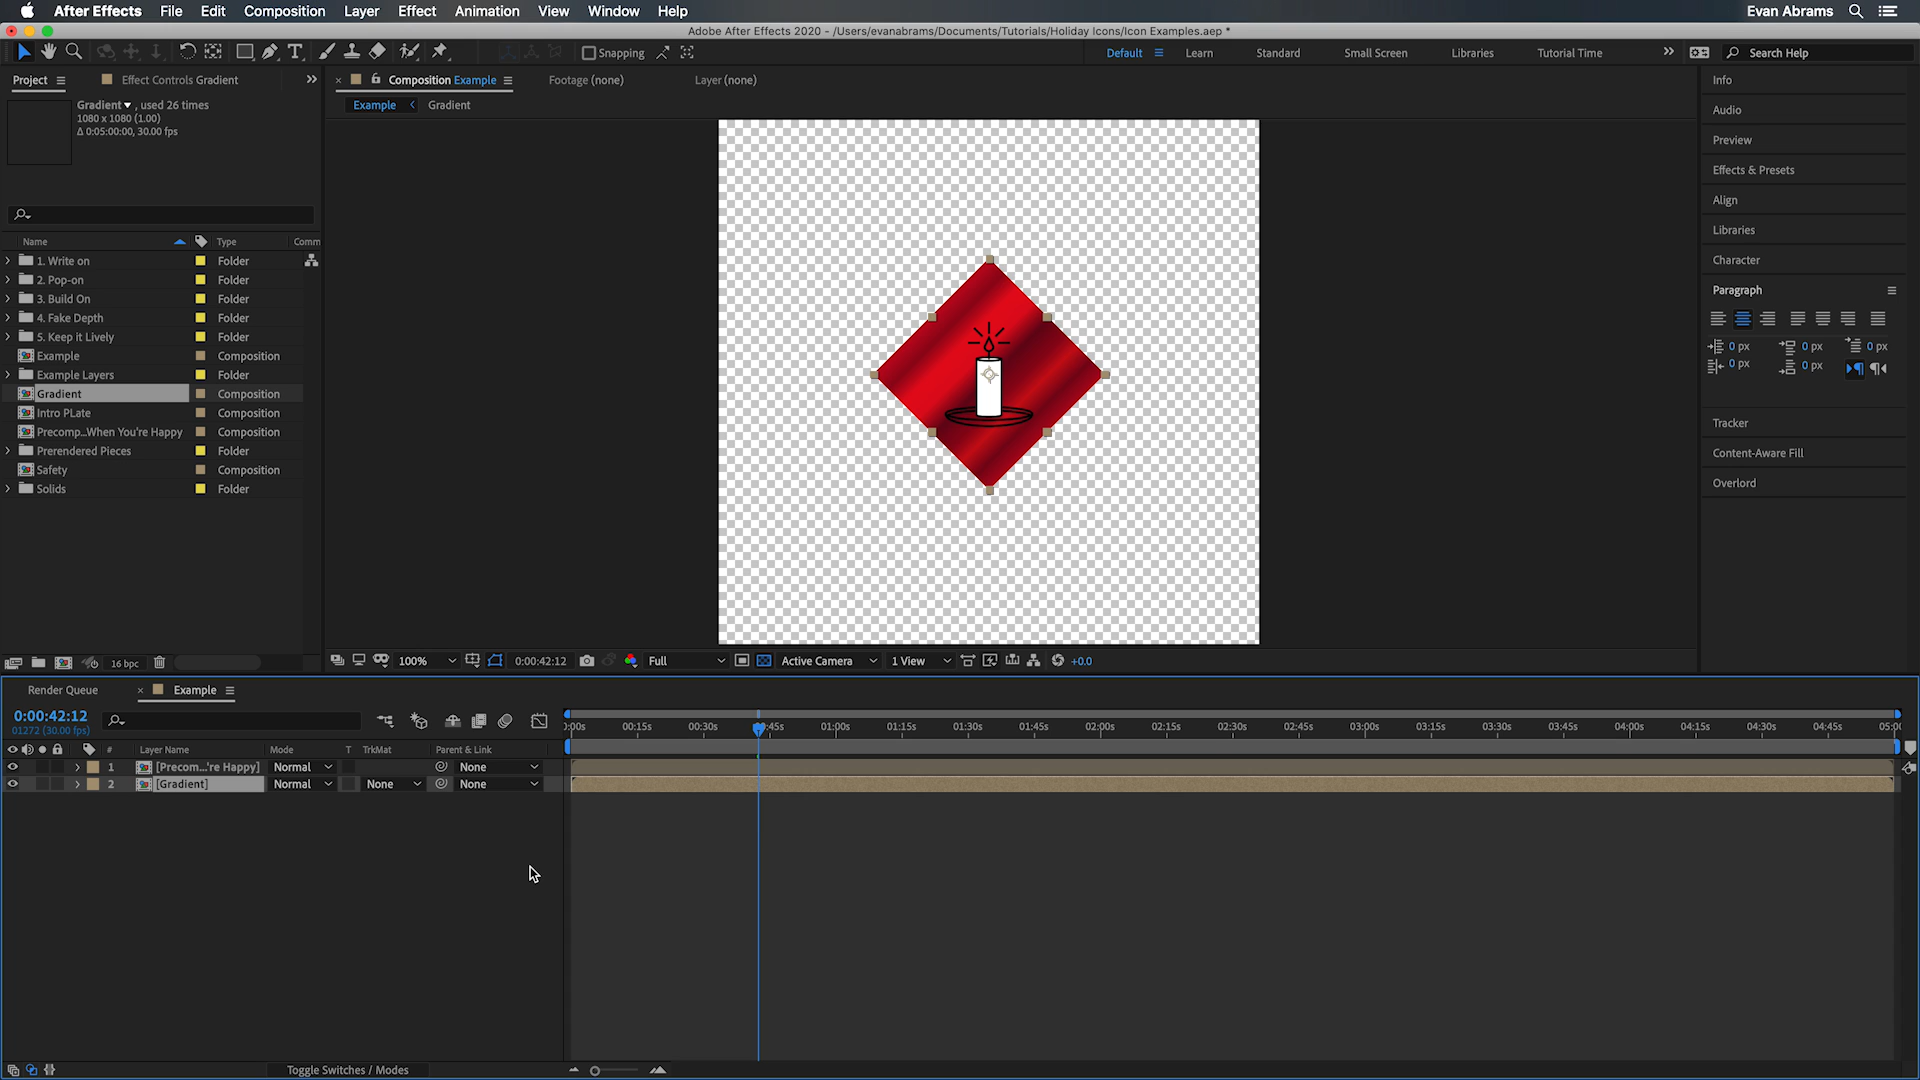 After Effects File Edit Composition Layer Effect Animation View Window Help Evan Abrams
Adobe After Effects 2020 - /Users/evanabrams/Documents/Tutorials/Holiday Icons/Icon Examples.aep *
Snapping Default Learn Standard Small Screen Libraries Tutorial Time Search Help
Project Effect Controls Gradient Composition Example Footage (none) Layer (none)
Example Gradient
Gradient , used 26 times
1080 x 1080 (1.00)
Δ 0:05:00:00, 30.00 fps
Name Type Comm
1. Write on Folder
2. Pop-on Folder
3. Build On Folder
4. Fake Depth Folder
5. Keep it Lively Folder
Example Composition
Example Layers Folder
Gradient Composition
Intro PLate Composition
Precomp...When You're Happy Composition
Prerendered Pieces Folder
Safety Composition
Solids Folder
16 bpc
100% 0:00:42:12 Full Active Camera 1 View +0.0
Info
Audio
Preview
Effects & Presets
Align
Libraries
Character
Paragraph
0 px 0 px 0 px
0 px 0 px
Tracker
Content-Aware Fill
Overlord
Render Queue Example
0:00:42:12
01272 (30.00 fps)
):00s 00:15s 00:30s 0:45s 01:00s 01:15s 01:30s 01:45s 02:00s 02:15s 02:30s 02:45s 03:00s 03:15s 03:30s 03:45s 04:00s 04:15s 04:30s 04:45s 05:00
# Layer Name Mode T TrkMat Parent & Link
1 [Precom...'re Happy] Normal None
2 [Gradient] Normal None None
Toggle Switches / Modes